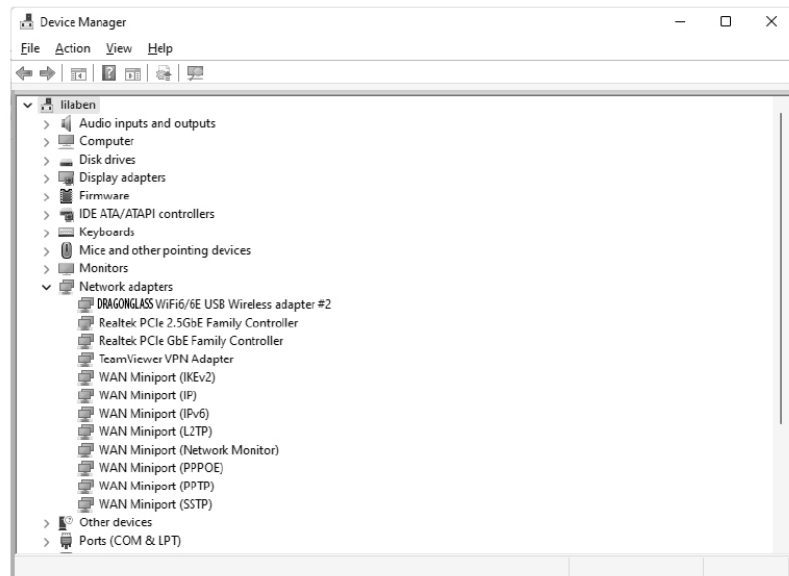 Device Manager
File Action View Help
lilaben
Audio inputs and outputs
Computer
Disk drives
Display adapters
Firmware
IDE ATA/ATAPI controllers
Keyboards
Mice and other pointing devices
Monitors
Network adapters
DRAGONGLASS WiFi6/6E USB Wireless adapter #2
Realtek PCIe 2.5GbE Family Controller
Realtek PCIe GbE Family Controller
TeamViewer VPN Adapter
WAN Miniport (IKEv2)
WAN Miniport (IP)
WAN Miniport (IPv6)
WAN Miniport (L2TP)
WAN Miniport (Network Monitor)
WAN Miniport (PPPOE)
WAN Miniport (PPTP)
WAN Miniport (SSTP)
Other devices
Ports (COM & LPT)